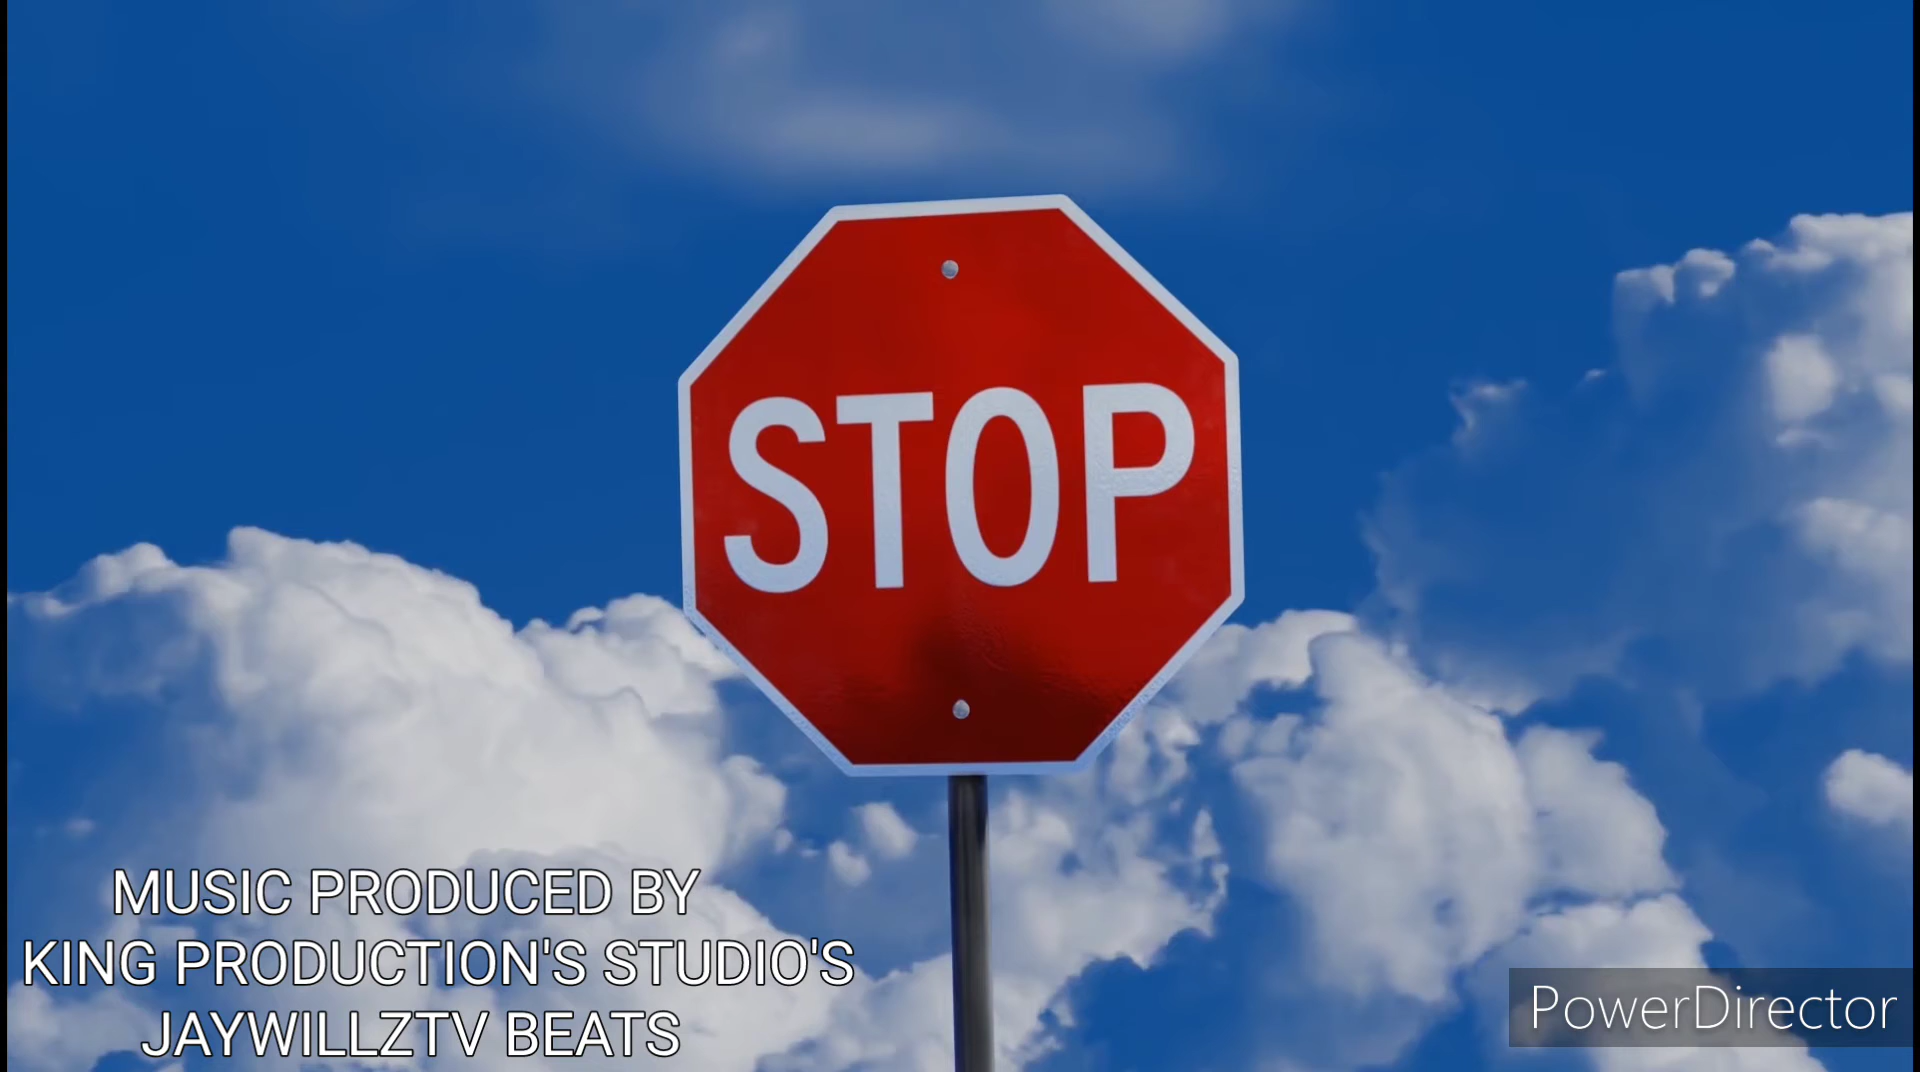 STOP
MUSIC PRODUCED BY
KING PRODUCTION'S STUDIO'S
JAYWILLZTV BEATS
PowerDirector